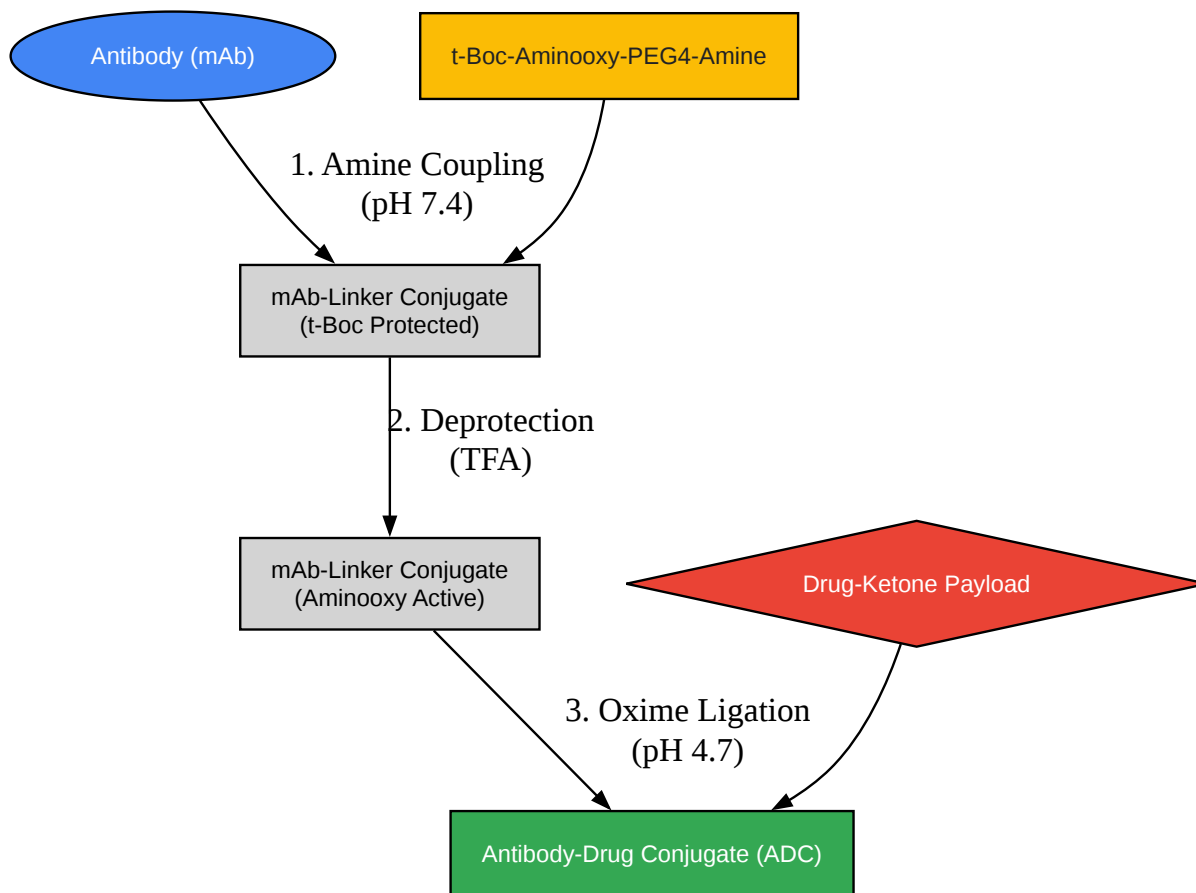 Antibody (mAb)
t-Boc-Aminooxy-PEG4-Amine
1. Amine Coupling
(pH 7.4)
mAb-Linker Conjugate
(t-Boc Protected)
2. Deprotection
(TFA)
mAb-Linker Conjugate
(Aminooxy Active)
Drug-Ketone Payload
3. Oxime Ligation
(pH 4.7)
Antibody-Drug Conjugate (ADC)